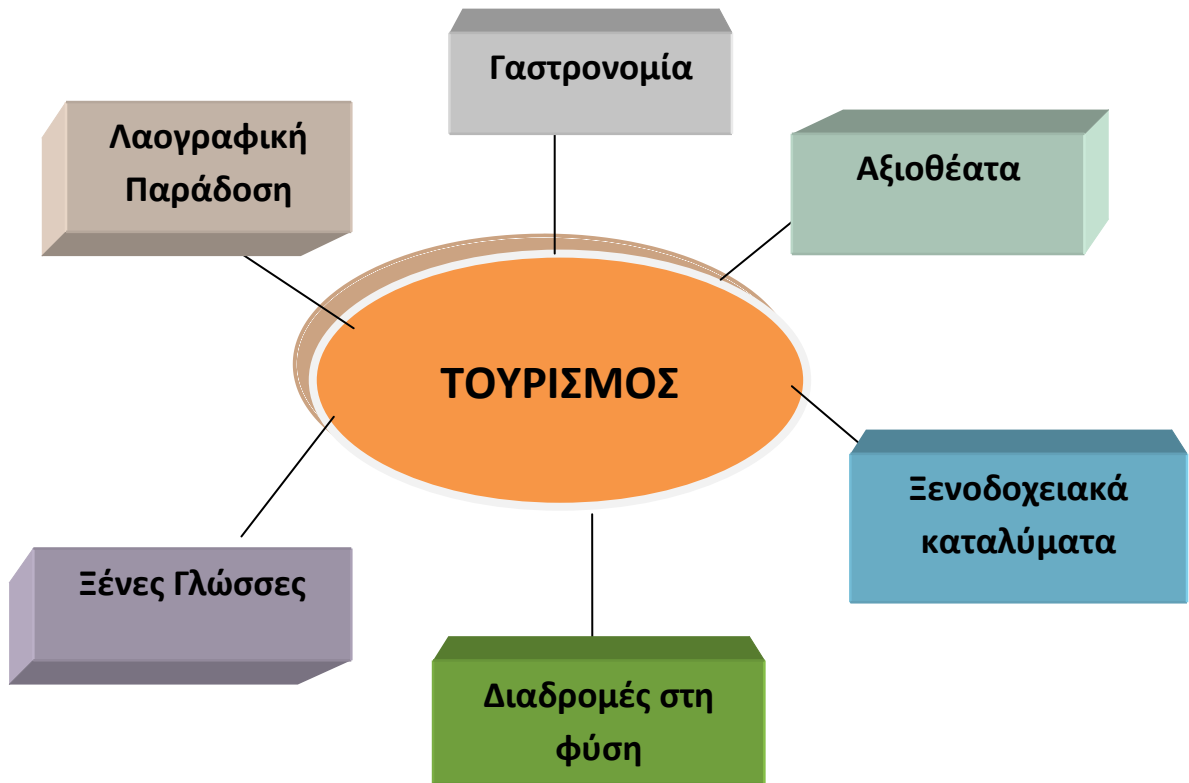 Γαστρονομία
Λαογραφική
Παράδοση
Αξιοθέατα
ΤΟΥΡΙΣΜΟΣ
Ξενοδοχειακά
καταλύματα
Ξένες Γλώσσες
Διαδρομές στη
φύση